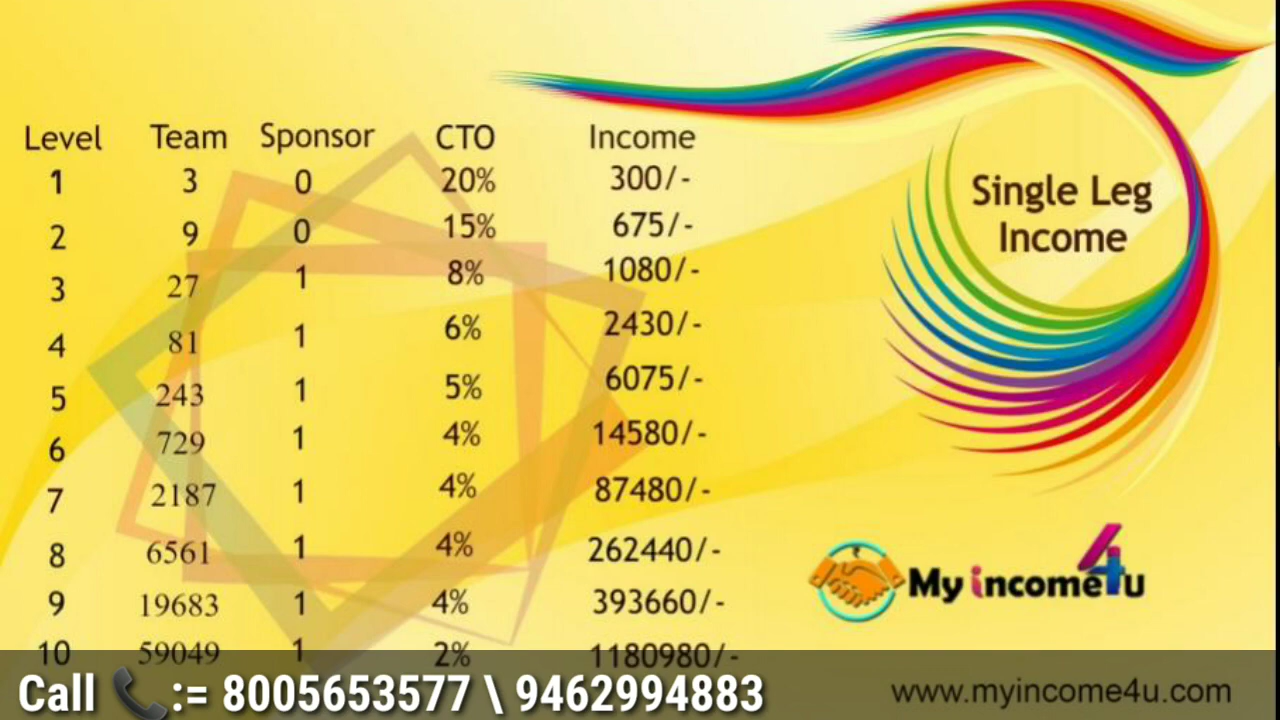 Level Team Sponsor CTO Income
1 3 0 20% 300/-
2 9 0 15% 675/-
3 27 1 8% 1080/-
4 81 1 6% 2430/-
5 243 1 5% 6075/-
6 729 1 4% 14580/-
7 2187 1 4% 87480/-
8 6561 1 4% 262440/-
9 19683 1 4% 393660/-
10 59049 1 2% 1180980/-
Single Leg
Income
My income4u
Call 📞:= 8005653577 \ 9462994883
www.myincome4u.com